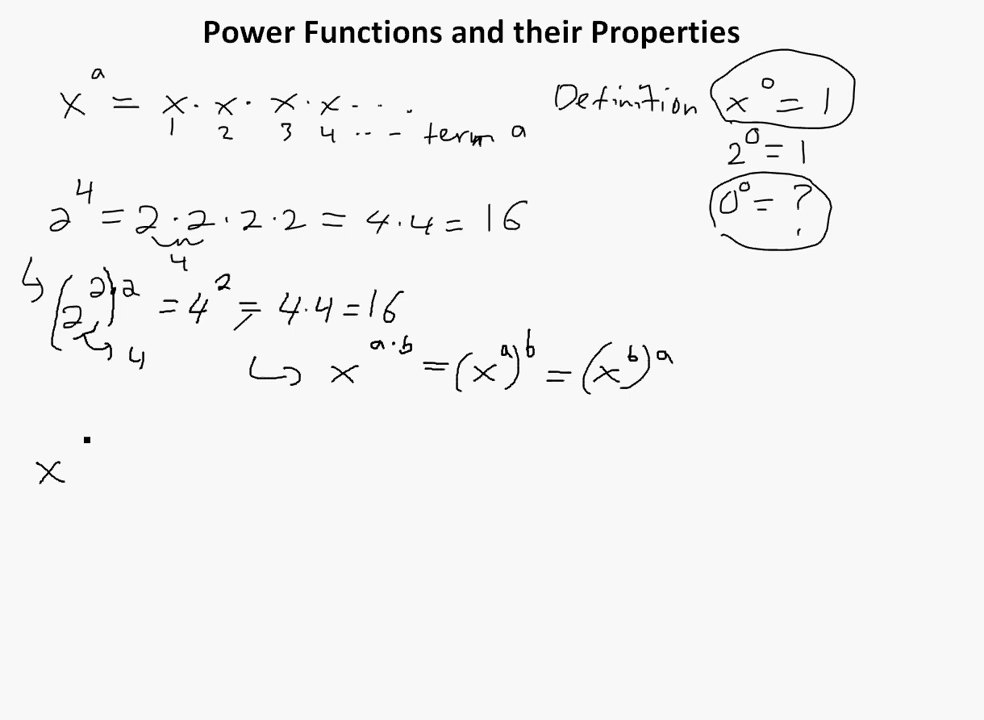 Power Functions and their Properties
x^a = x · x · x · x · · ·
1 2 3 4 ·· - term a
Definition x^0 = 1
2^0 = 1
0^0 = ?
2^4 = 2 · 2 · 2 · 2 = 4 · 4 = 16
4
↳ (2^2)^2 = 4^2 = 4 · 4 = 16
↳ 4
↳ x^{a·b} = (x^a)^b = (x^b)^a
x